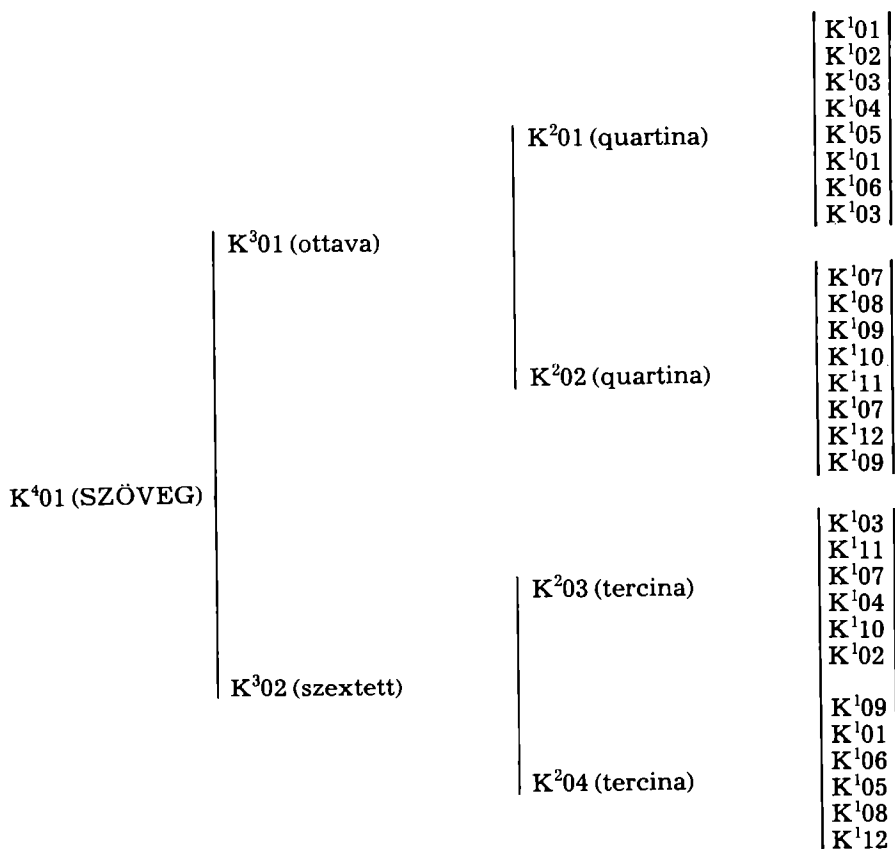 K¹01
K¹02
K¹03
K¹04
K²01 (quartina) K¹05
K¹01
K¹06
K¹03
K³01 (ottava)
K¹07
K¹08
K¹09
K¹10
K²02 (quartina) K¹11
K¹07
K¹12
K¹09
K⁴01 (SZÖVEG)
K¹03
K¹11
K¹07
K²03 (tercina) K¹04
K¹10
K¹02
K³02 (szextett)
K¹09
K¹01
K¹06
K²04 (tercina) K¹05
K¹08
K¹12